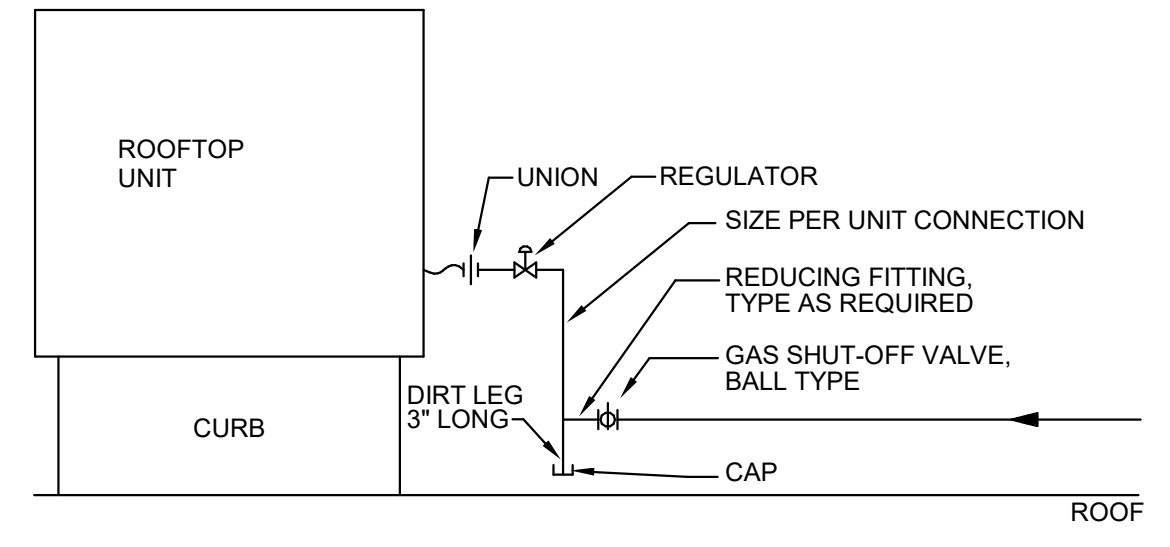 ROOFTOP
UNIT
UNION
REGULATOR
SIZE PER UNIT CONNECTION
REDUCING FITTING,
TYPE AS REQUIRED
GAS SHUT-OFF VALVE,
BALL TYPE
DIRT LEG
3" LONG
CURB
CAP
ROOF